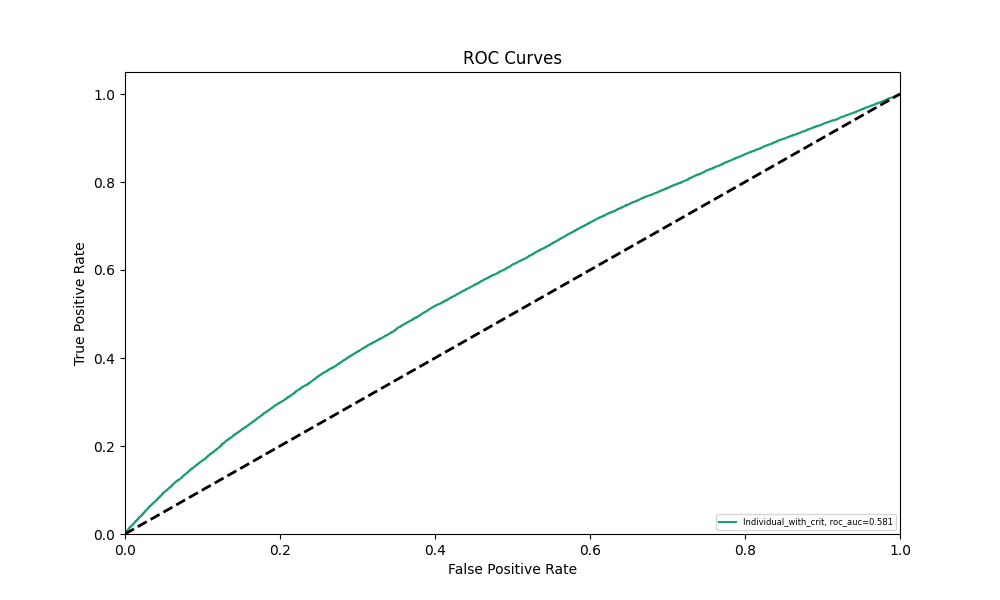 ROC Curves
True Positive Rate
1.0
0.8
0.6
0.4
0.2
0.0
0.0 0.2 0.4 0.6 0.8 1.0
False Positive Rate
Individual_with_crit, roc_auc=0.581